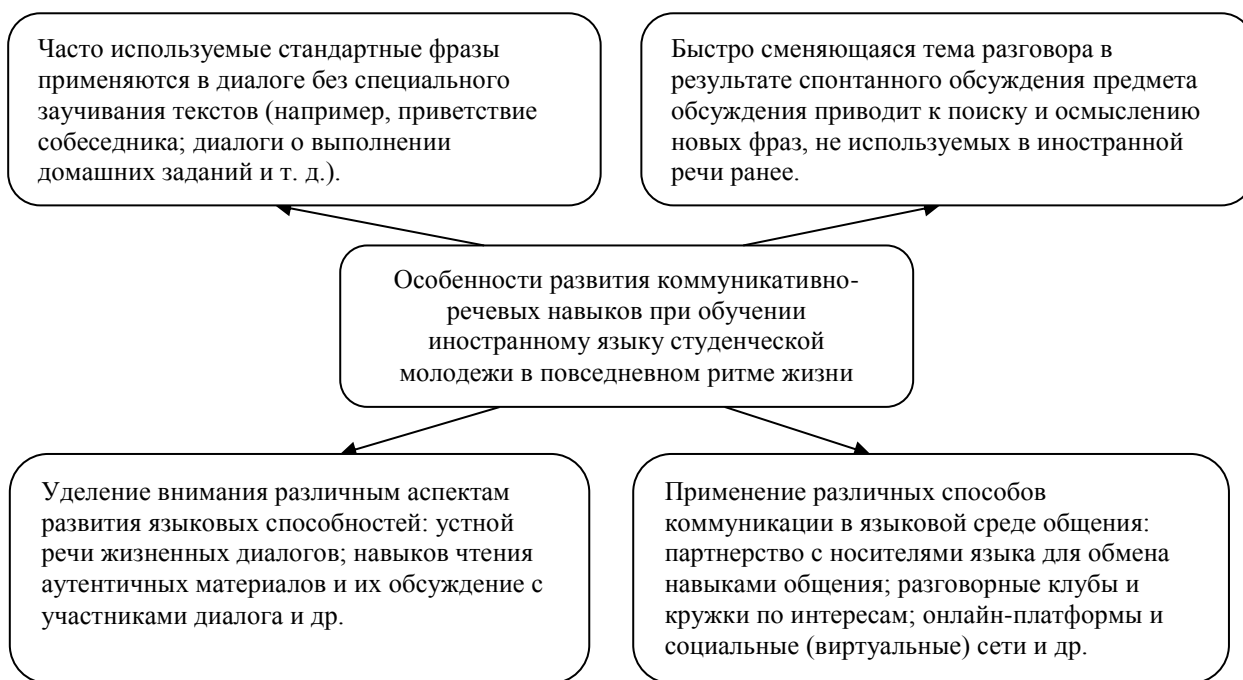 Часто используемые стандартные фразы
применяются в диалоге без специального
заучивания текстов (например, приветствие
собеседника; диалоги о выполнении
домашних заданий и т. д.).
Быстро сменяющаяся тема разговора в
результате спонтанного обсуждения предмета
обсуждения приводит к поиску и осмыслению
новых фраз, не используемых в иностранной
речи ранее.
Особенности развития коммуникативно-
речевых навыков при обучении
иностранному языку студенческой
молодежи в повседневном ритме жизни
Уделение внимания различным аспектам
развития языковых способностей: устной
речи жизненных диалогов; навыков чтения
аутентичных материалов и их обсуждение с
участниками диалога и др.
Применение различных способов
коммуникации в языковой среде общения:
партнерство с носителями языка для обмена
навыками общения; разговорные клубы и
кружки по интересам; онлайн-платформы и
социальные (виртуальные) сети и др.